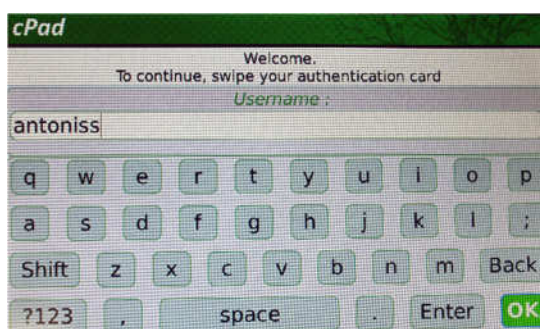 cPad
Welcome.
To continue, swipe your authentication card
Username :
antoniss
q w e r t y u i o p
a s d f g h j k l ;
Shift z x c v b n m Back
?123 , space . Enter OK